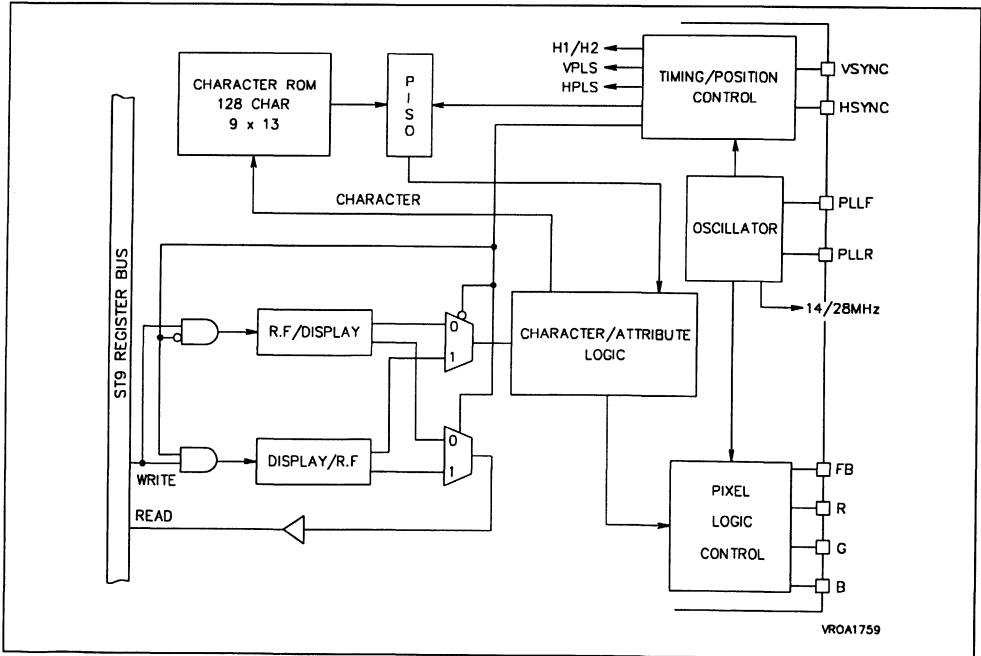 H1/H2
VPLS
HPLS
CHARACTER ROM
128 CHAR
9 x 13
PISO
TIMING/POSITION
CONTROL
VSYNC
HSYNC
CHARACTER
OSCILLATOR
PLLF
PLLR
14/28MHz
ST9 REGISTER BUS
R.F/DISPLAY
0
1
CHARACTER/ATTRIBUTE
LOGIC
DISPLAY/R.F
0
1
WRITE
READ
PIXEL
LOGIC
CONTROL
FB
R
G
B
VR0A1759